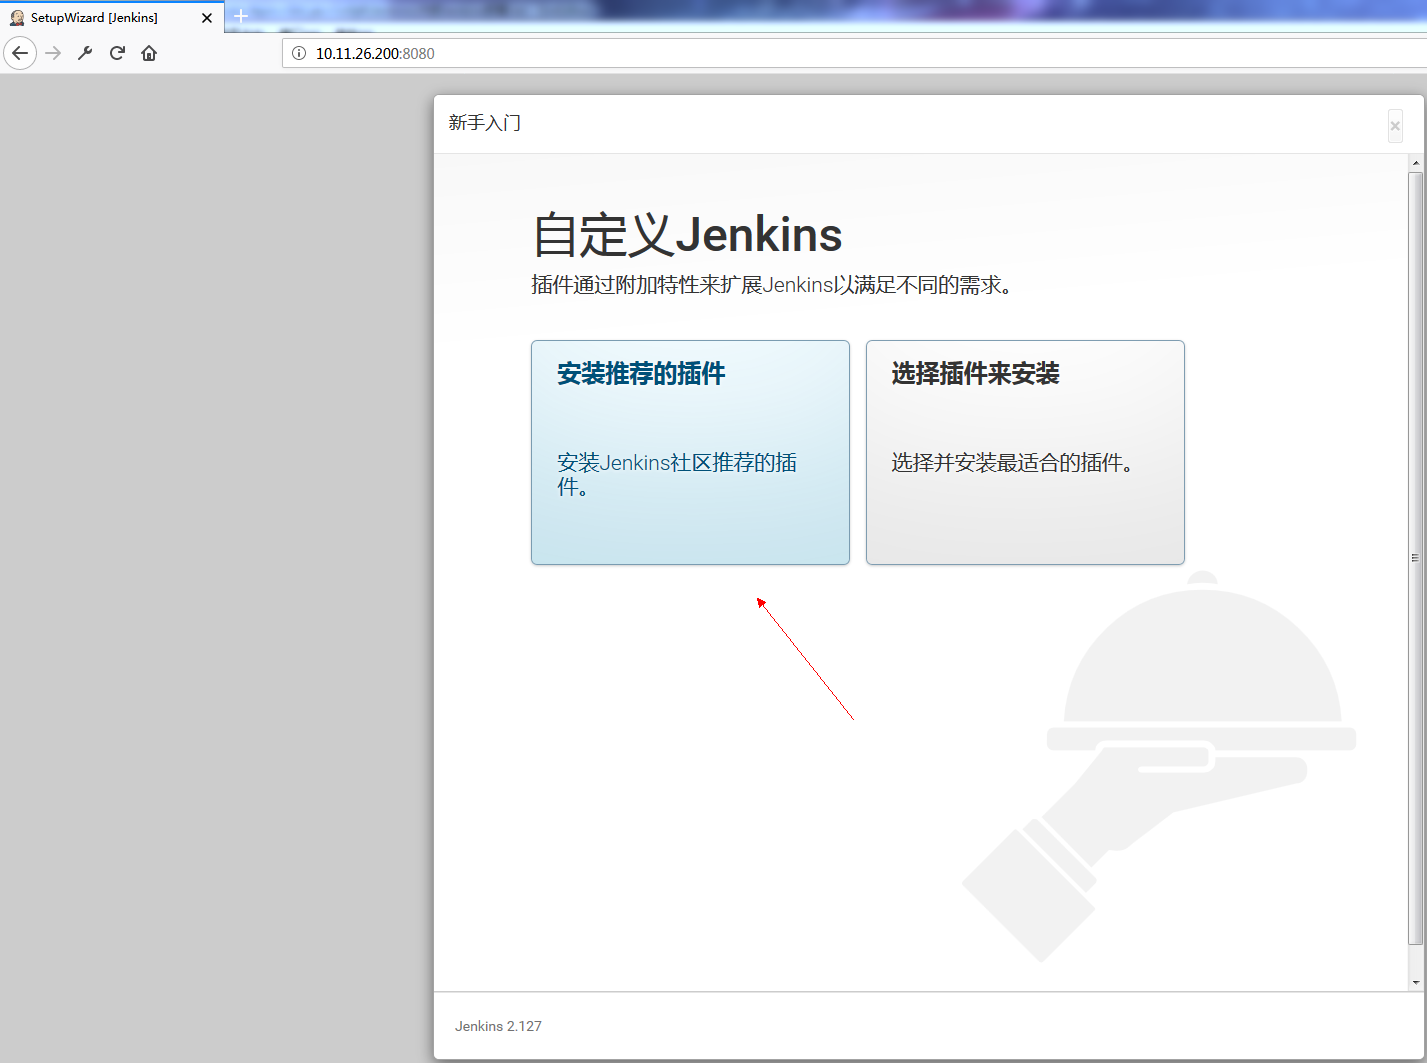 SetupWizard [Jenkins]
10.11.26.200:8080
新手入门
自定义Jenkins
插件通过附加特性来扩展Jenkins以满足不同的需求。
安装推荐的插件
安装Jenkins社区推荐的插
件。
选择插件来安装
选择并安装最适合的插件。
Jenkins 2.127